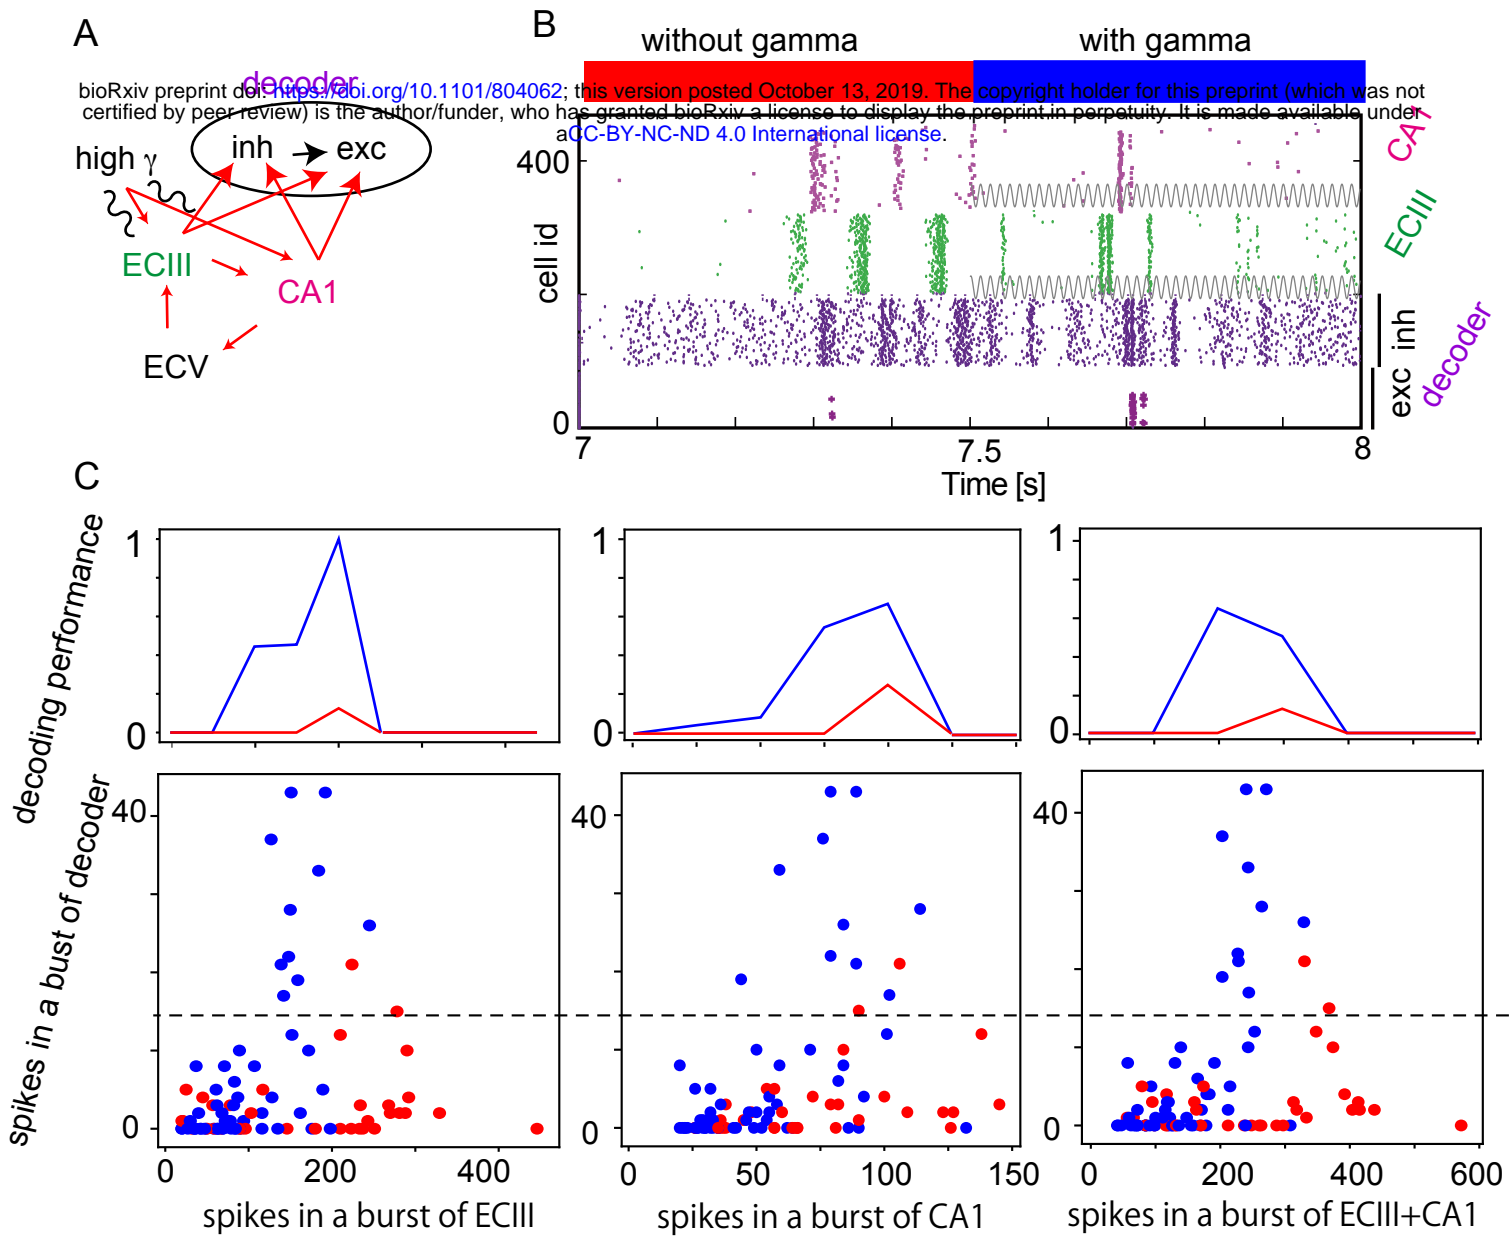 A
B
without gamma
with gamma
decoder
bioRxiv preprint doi: https://doi.org/10.1101/804062; this version posted October 13, 2019. The copyright holder for this preprint (which was not
certified by peer review) is the author/funder, who has granted bioRxiv a license to display the preprint in perpetuity. It is made available under
aCC-BY-NC-ND 4.0 International license.
inh
exc
high γ
ECIII
CA1
ECV
400
cell id
0
7
7.5
8
Time [s]
CA1
ECIII
inh
exc
decoder
C
decoding performance
1
0
1
0
1
0
spikes in a bust of decoder
40
0
40
0
40
0
0
200
400
0
50
100
150
0
200
400
600
spikes in a burst of ECIII
spikes in a burst of CA1
spikes in a burst of ECIII+CA1